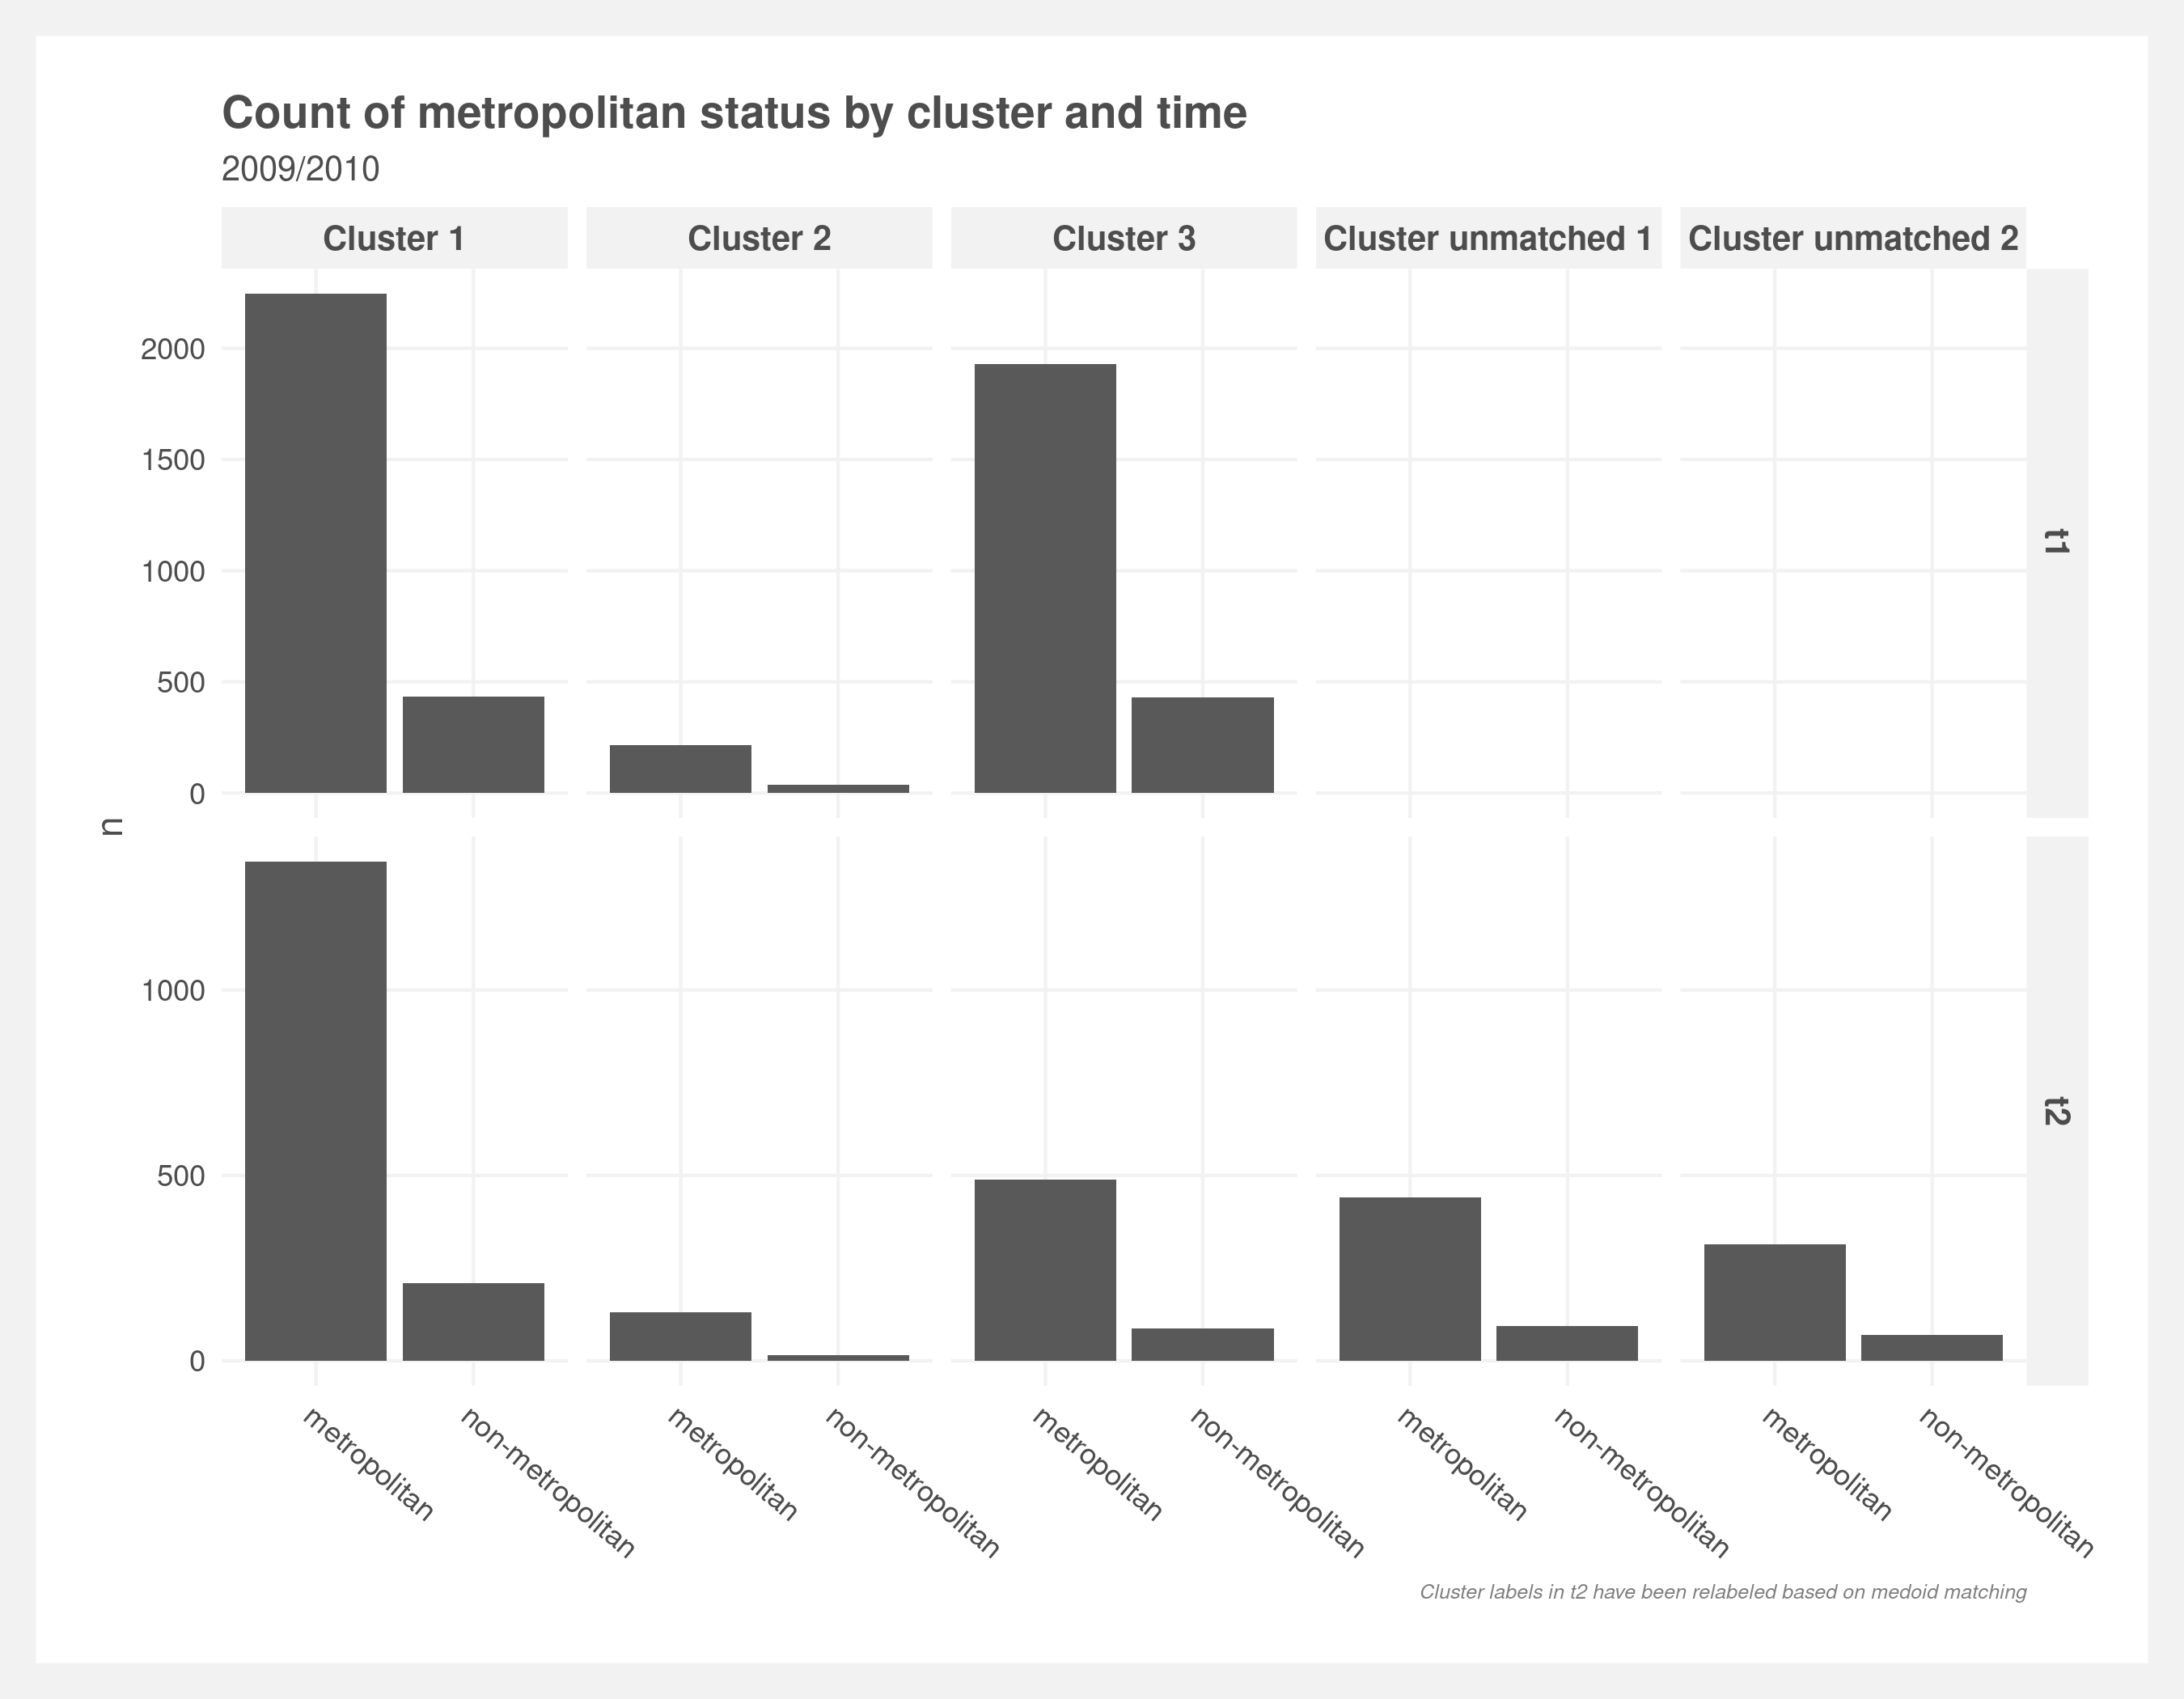 Count of metropolitan status by cluster and time
2009/2010
Cluster 1
Cluster 2
Cluster 3
Cluster unmatched 1
Cluster unmatched 2
2000
1500
1000
500
0
t1
n
1000
500
0
t2
metropolitan
non-metropolitan
metropolitan
non-metropolitan
metropolitan
non-metropolitan
metropolitan
non-metropolitan
metropolitan
non-metropolitan
Cluster labels in t2 have been relabeled based on medoid matching